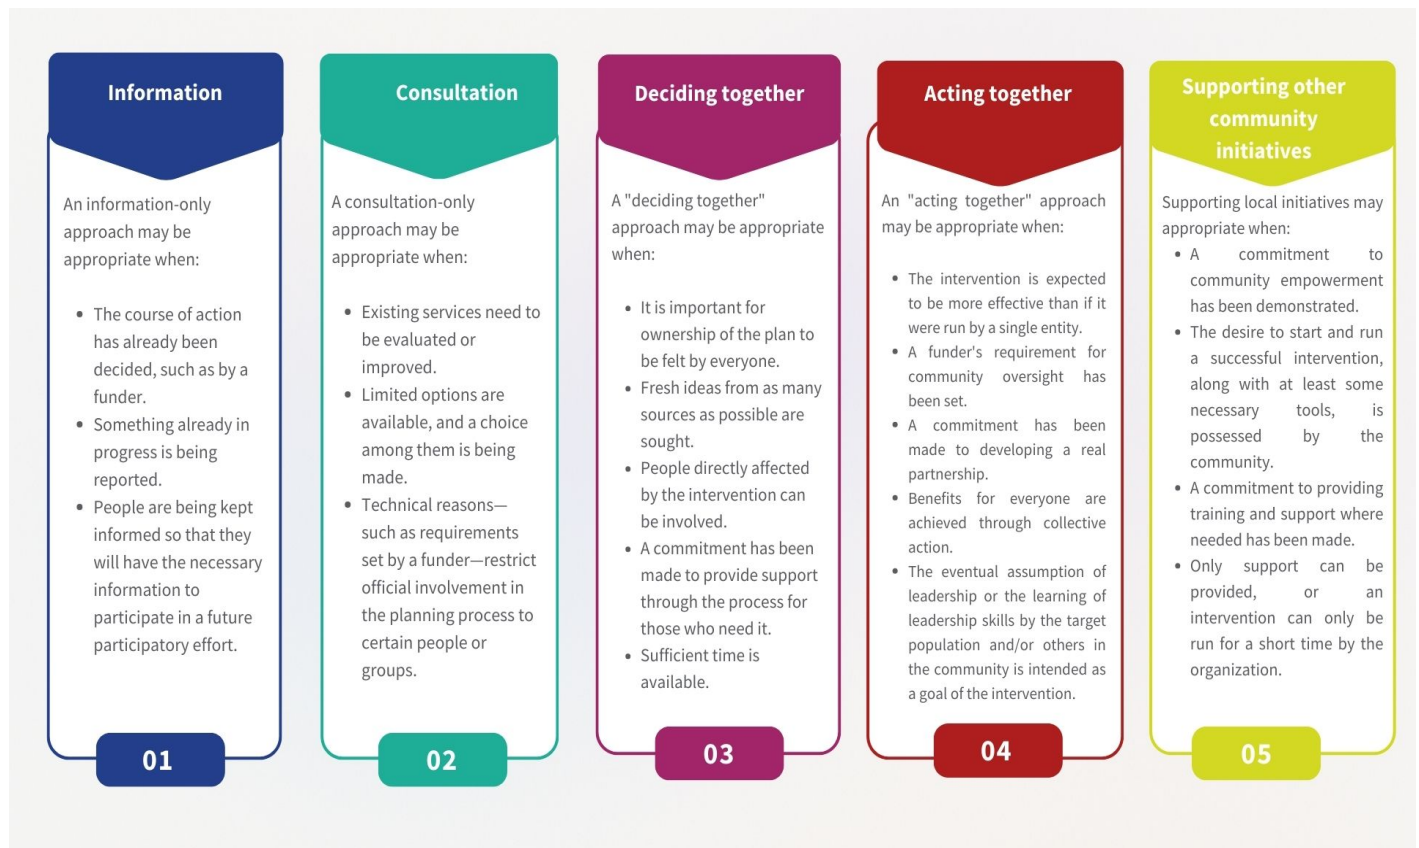 Information
An information-only
approach may be
appropriate when:
• The course of action
has already been
decided, such as by a
funder.
• Something already in
progress is being
reported.
• People are being kept
informed so that they
will have the necessary
information to
participate in a future
participatory effort.
01
Consultation
A consultation-only
approach may be
appropriate when:
• Existing services need to
be evaluated or
improved.
• Limited options are
available, and a choice
among them is being
made.
• Technical reasons—
such as requirements
set by a funder—restrict
official involvement in
the planning process to
certain people or
groups.
02
Deciding together
A "deciding together"
approach may be appropriate
when:
• It is important for
ownership of the plan to
be felt by everyone.
• Fresh ideas from as many
sources as possible are
sought.
• People directly affected
by the intervention can
be involved.
• A commitment has been
made to provide support
through the process for
those who need it.
• Sufficient time is
available.
03
Acting together
An "acting together" approach
may be appropriate when:
• The intervention is expected
to be more effective than if it
were run by a single entity.
• A funder's requirement for
community oversight has
been set.
• A commitment has been
made to developing a real
partnership.
• Benefits for everyone are
achieved through collective
action.
• The eventual assumption of
leadership or the learning of
leadership skills by the target
population and/or others in
the community is intended as
a goal of the intervention.
04
Supporting other
community
initiatives
Supporting local initiatives may
appropriate when:
• A commitment to
community empowerment
has been demonstrated.
• The desire to start and run
a successful intervention,
along with at least some
necessary tools, is
possessed by the
community.
• A commitment to providing
training and support where
needed has been made.
• Only support can be
provided, or an
intervention can only be
run for a short time by the
organization.
05